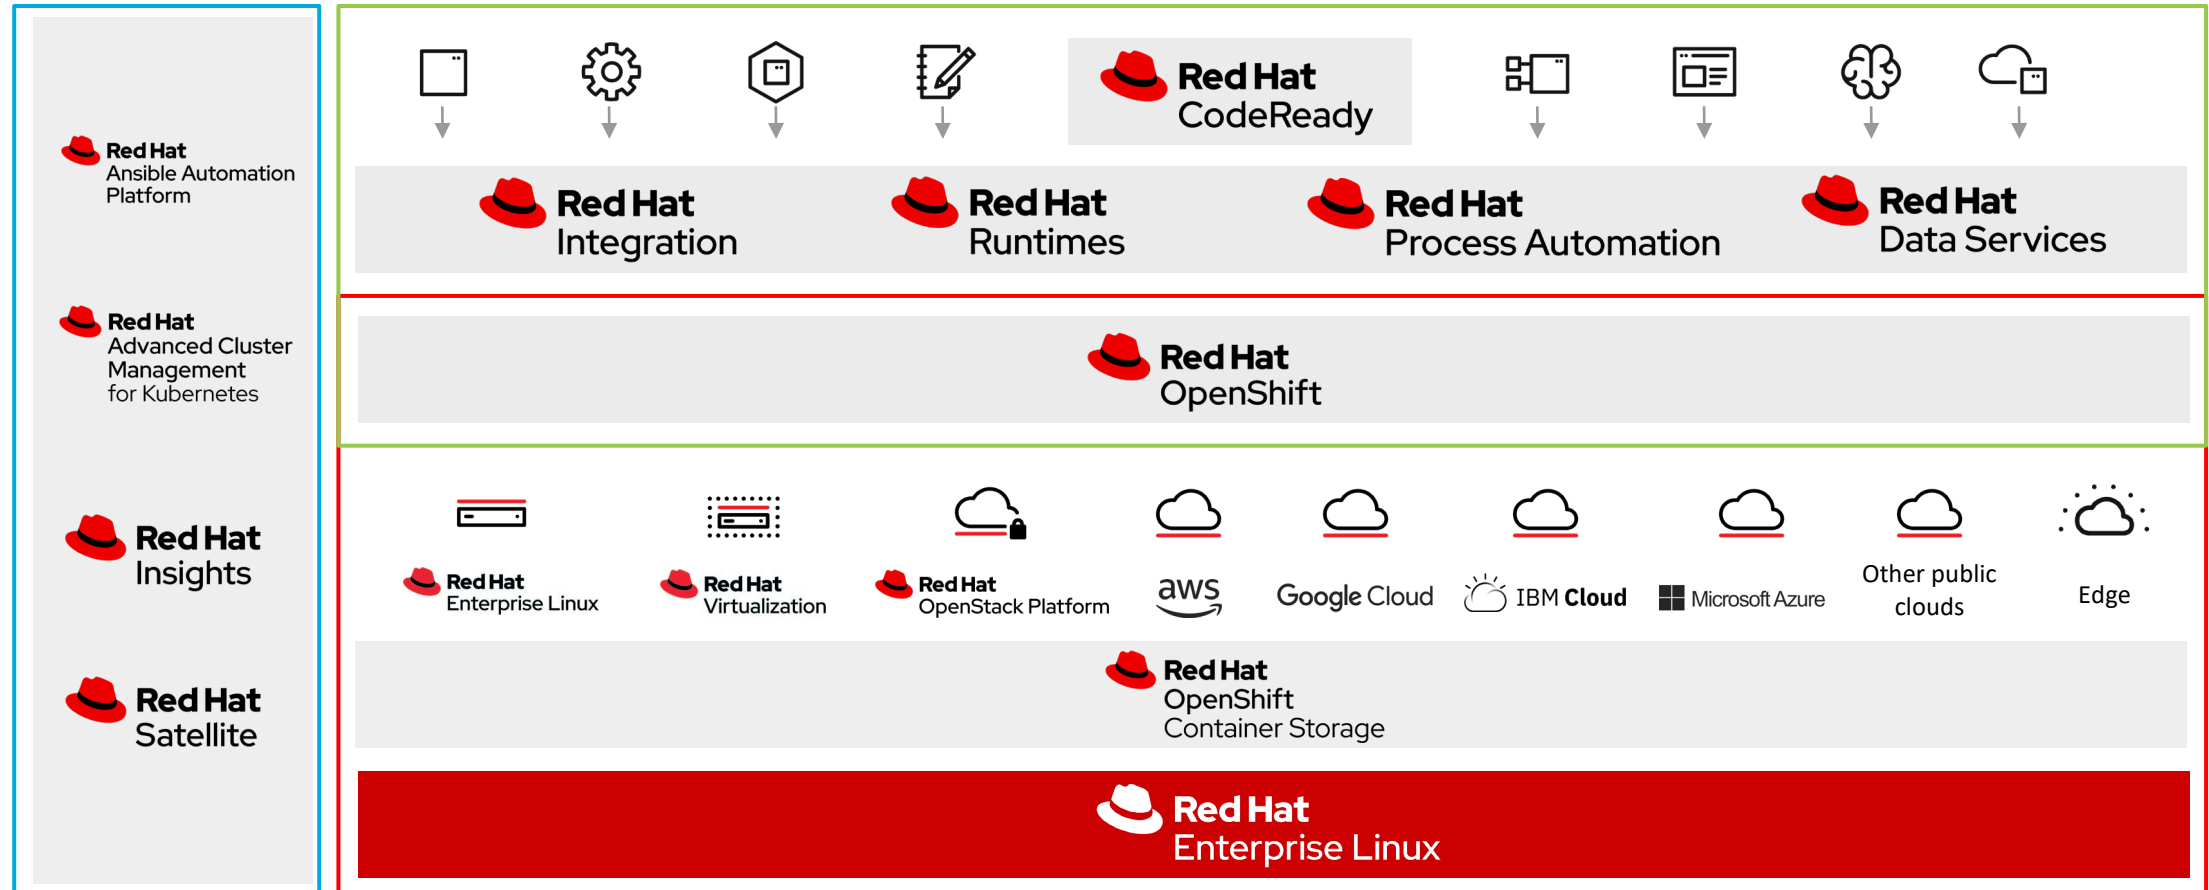 Red Hat
Ansible Automation
Platform
Red Hat
Advanced Cluster
Management
for Kubernetes
Red Hat
Insights
Red Hat
Satellite
Red Hat
CodeReady
Red Hat
Integration
Red Hat
Runtimes
Red Hat
Process Automation
Red Hat
Data Services
Red Hat
OpenShift
Red Hat
Enterprise Linux
Red Hat
Virtualization
Red Hat
OpenStack Platform
aws
Google Cloud
IBM Cloud
Microsoft Azure
Other public
clouds
Edge
Red Hat
OpenShift
Container Storage
Red Hat
Enterprise Linux